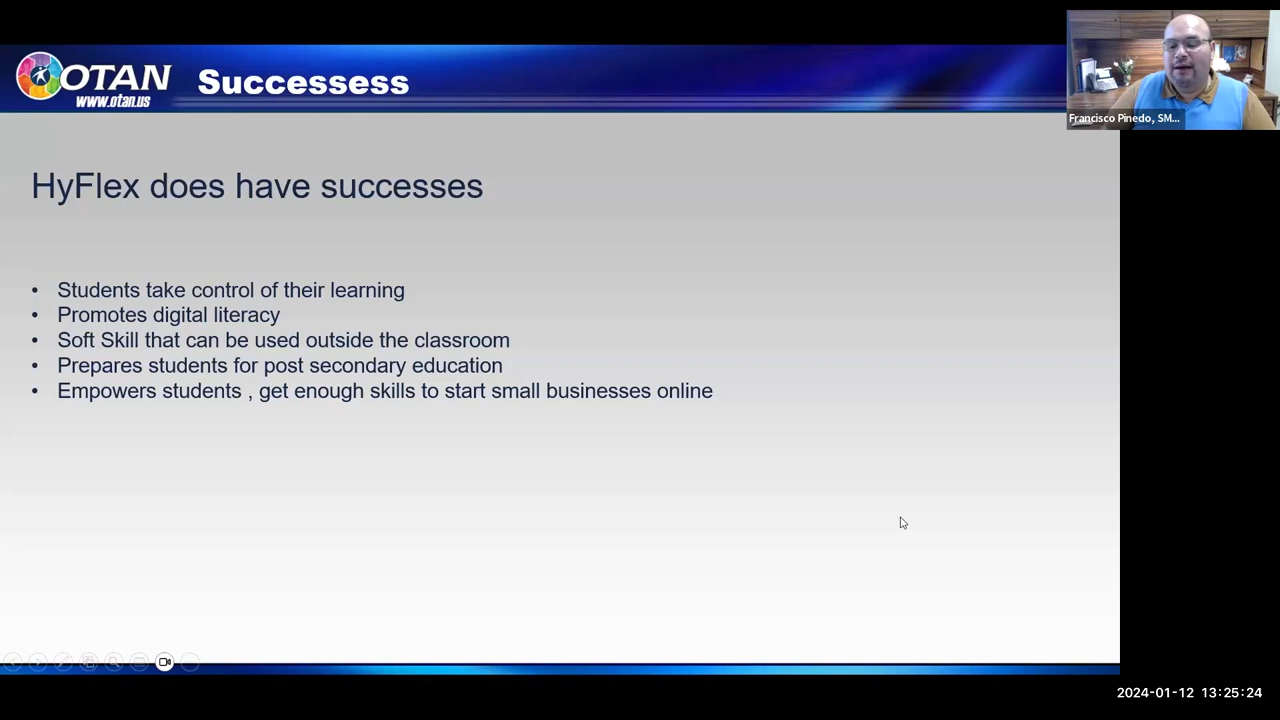 OTAN
www.otan.us
Successess
Francisco Pinedo, SM...
HyFlex does have successes
• Students take control of their learning
• Promotes digital literacy
• Soft Skill that can be used outside the classroom
• Prepares students for post secondary education
• Empowers students , get enough skills to start small businesses online
2024-01-12 13:25:24